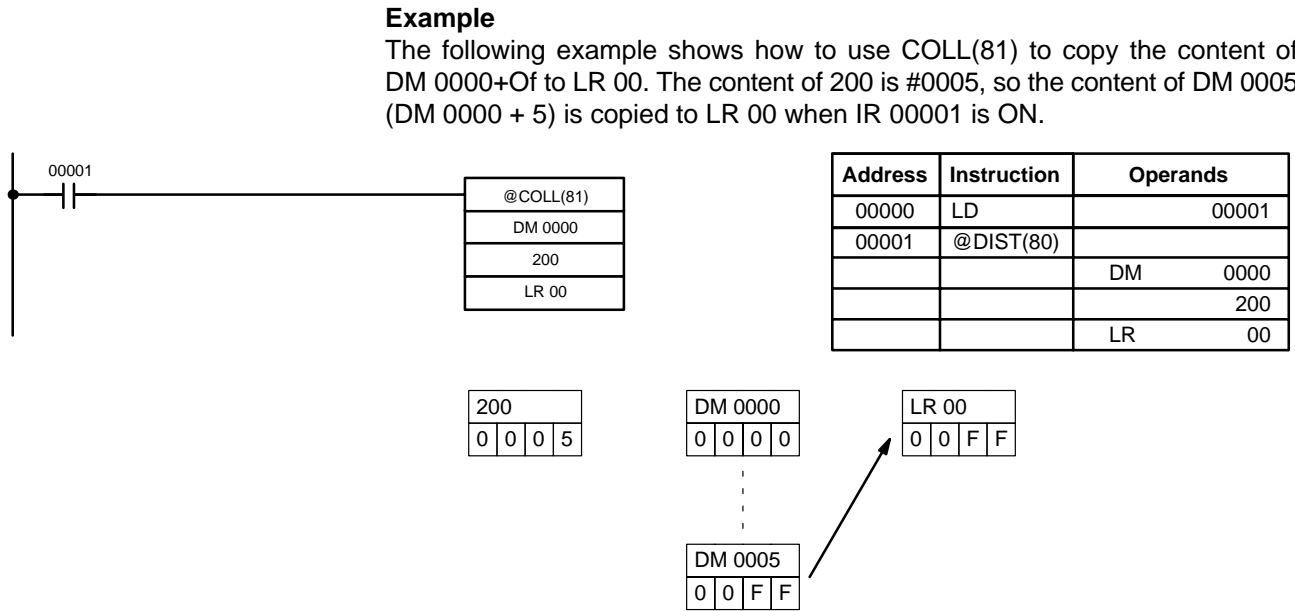 Example
The following example shows how to use COLL(81) to copy the content of
DM 0000+Of to LR 00. The content of 200 is #0005, so the content of DM 0005
(DM 0000 + 5) is copied to LR 00 when IR 00001 is ON.
00001
@COLL(81)
DM 0000
200
LR 00
Address Instruction Operands
00000 LD 00001
00001 @DIST(80)
DM 0000
200
LR 00
200 DM 0000 LR 00
0 0 0 5 0 0 0 0 0 0 F F
DM 0005
0 0 F F